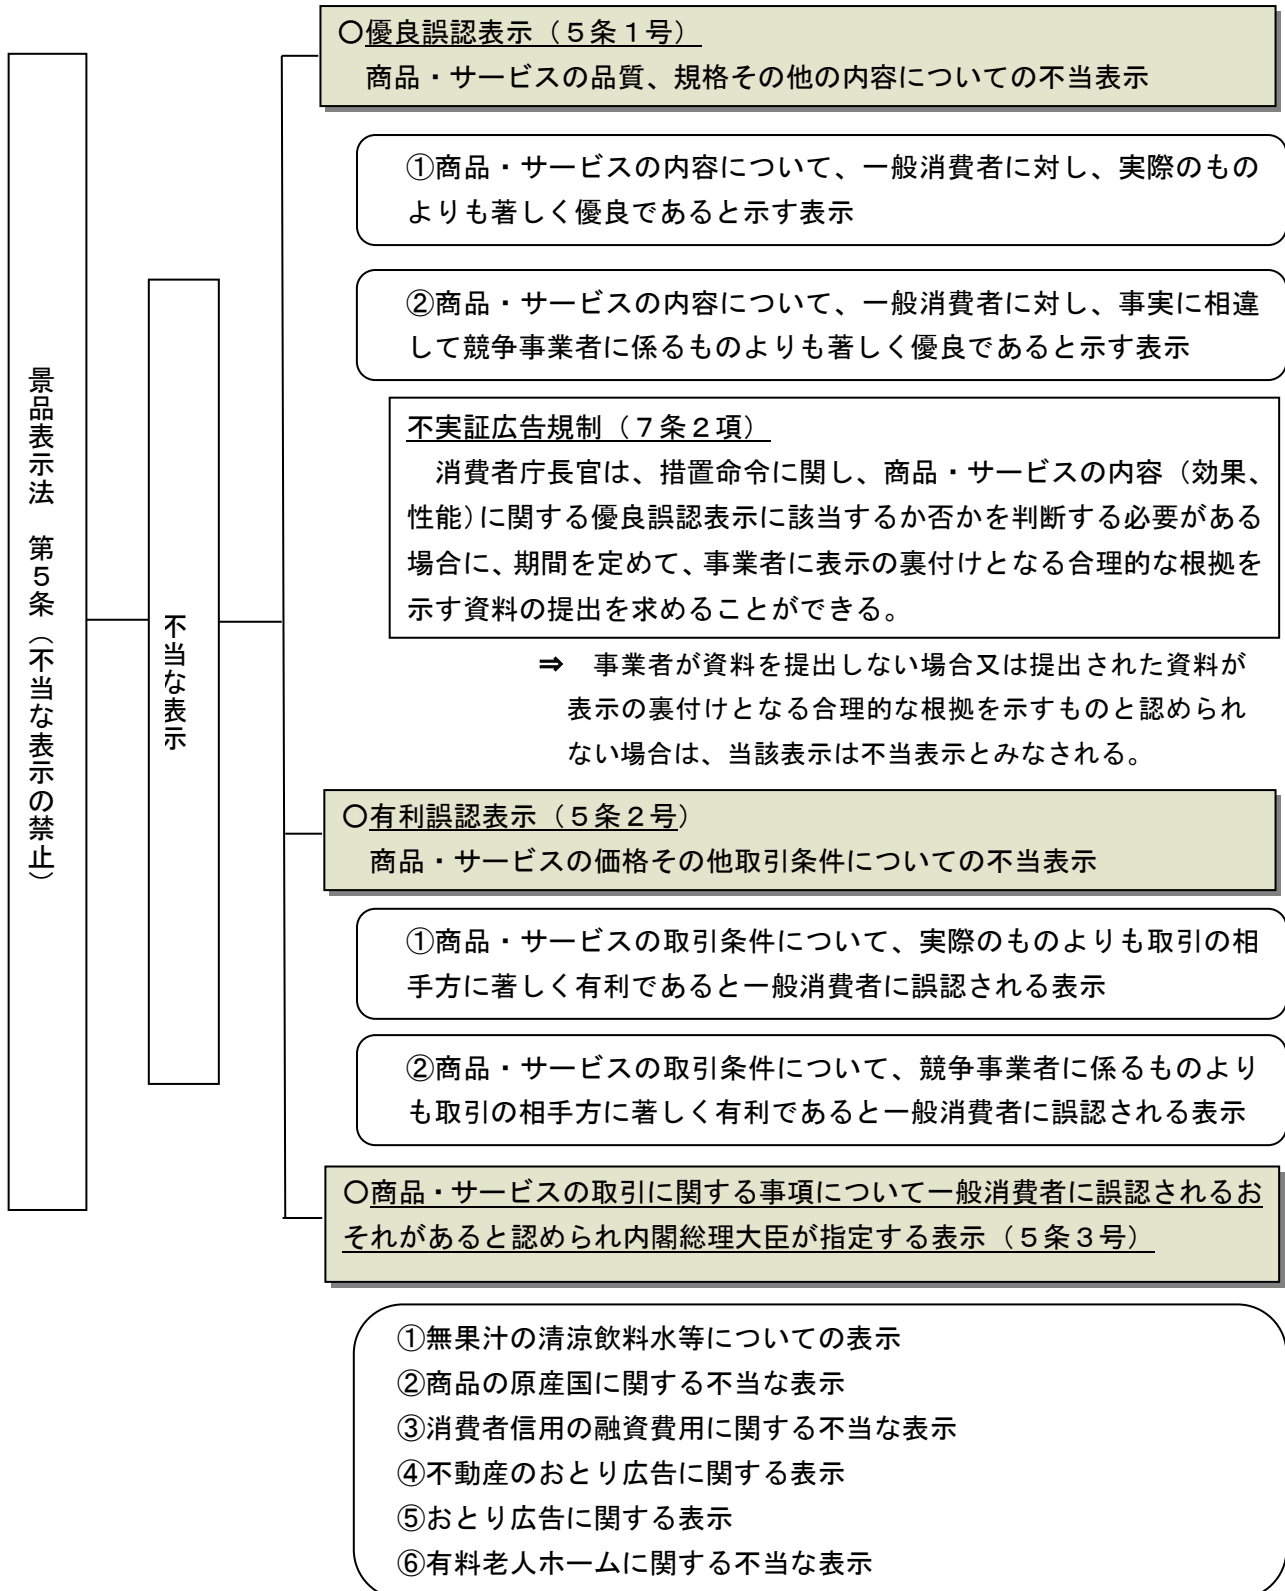 景品表示法　第５条（不当な表示の禁止）
不当な表示
○優良誤認表示（５条１号）
商品・サービスの品質、規格その他の内容についての不当表示
①商品・サービスの内容について、一般消費者に対し、実際のもの
よりも著しく優良であると示す表示
②商品・サービスの内容について、一般消費者に対し、事実に相違
して競争事業者に係るものよりも著しく優良であると示す表示
不実証広告規制（７条２項）
消費者庁長官は、措置命令に関し、商品・サービスの内容（効果、
性能）に関する優良誤認表示に該当するか否かを判断する必要がある
場合に、期間を定めて、事業者に表示の裏付けとなる合理的な根拠を
示す資料の提出を求めることができる。
⇒　事業者が資料を提出しない場合又は提出された資料が
表示の裏付けとなる合理的な根拠を示すものと認められ
ない場合は、当該表示は不当表示とみなされる。
○有利誤認表示（５条２号）
商品・サービスの価格その他取引条件についての不当表示
①商品・サービスの取引条件について、実際のものよりも取引の相
手方に著しく有利であると一般消費者に誤認される表示
②商品・サービスの取引条件について、競争事業者に係るものより
も取引の相手方に著しく有利であると一般消費者に誤認される表示
○商品・サービスの取引に関する事項について一般消費者に誤認されるお
それがあると認められ内閣総理大臣が指定する表示（５条３号）
①無果汁の清涼飲料水等についての表示
②商品の原産国に関する不当な表示
③消費者信用の融資費用に関する不当な表示
④不動産のおとり広告に関する表示
⑤おとり広告に関する表示
⑥有料老人ホームに関する不当な表示